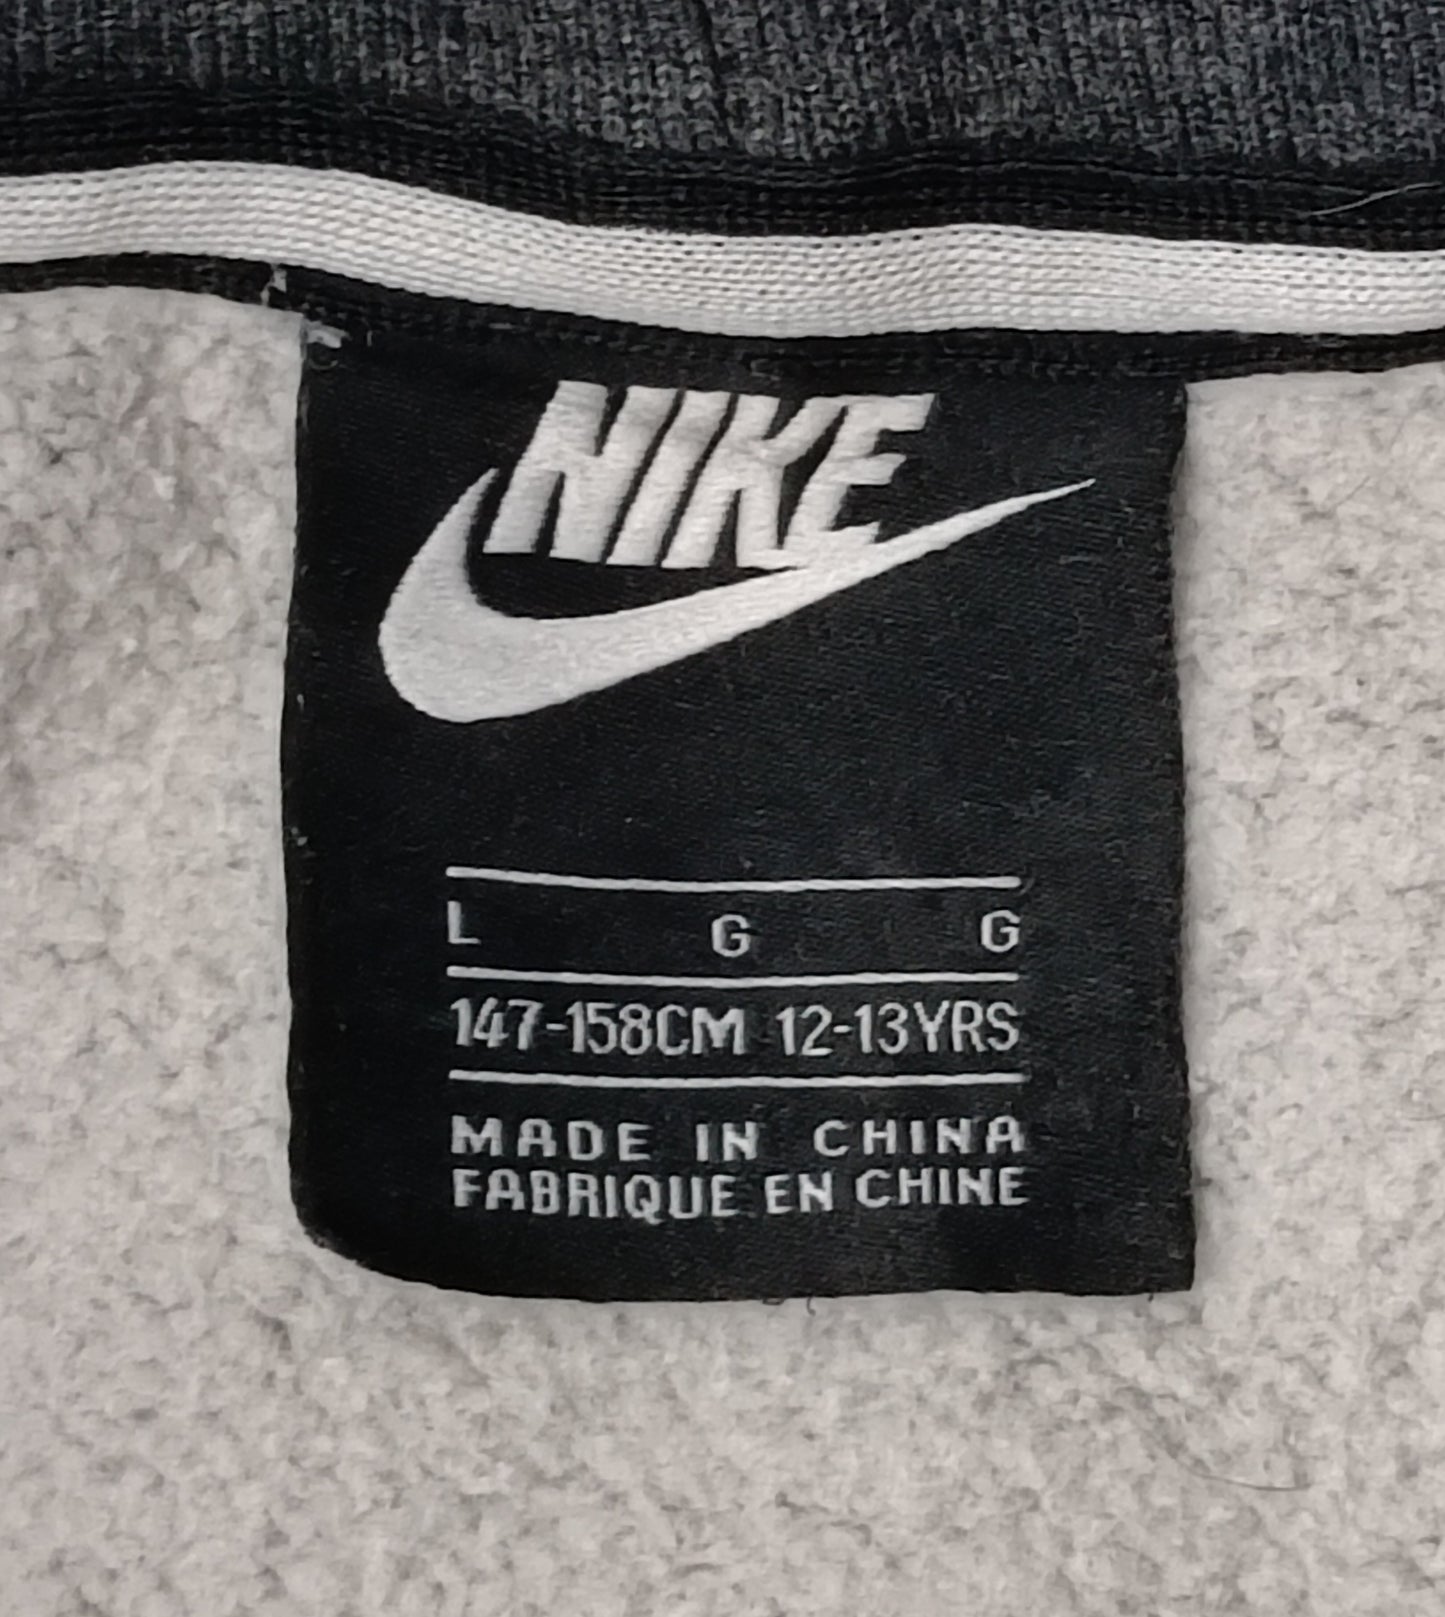 NIKE
L G G
147-158CM 12-13YRS
MADE IN CHINA
FABRIQUE EN CHINE